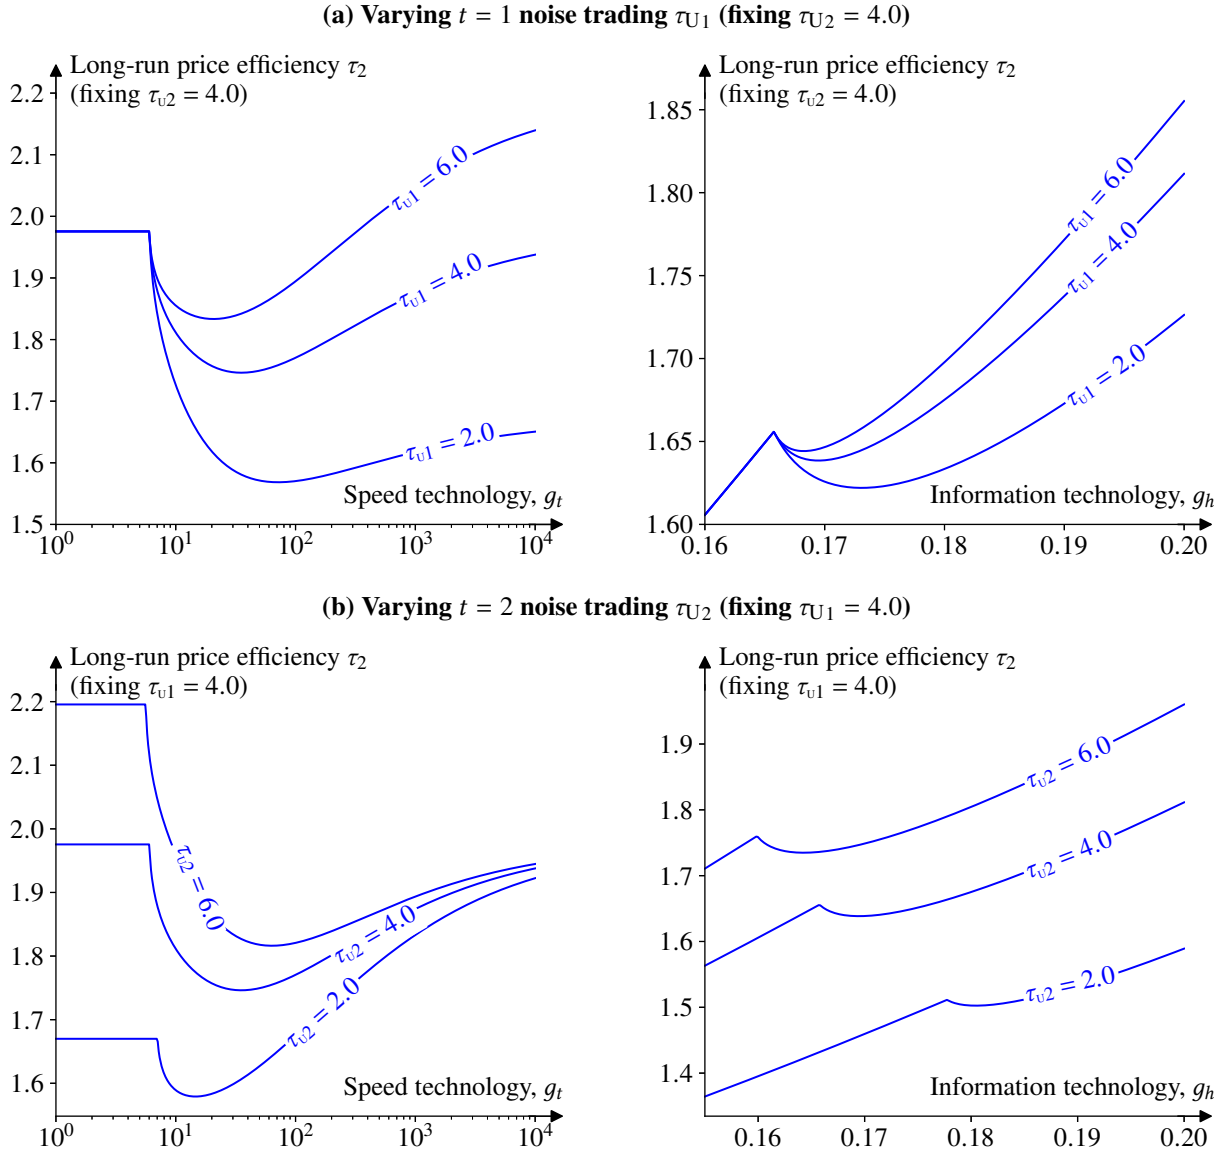 (a) Varying t = 1 noise trading τU1 (fixing τU2 = 4.0)
Long-run price efficiency τ2
(fixing τU2 = 4.0)
2.2
2.1
2.0
1.9
1.8
1.7
1.6
1.5
τU1 = 6.0
τU1 = 4.0
τU1 = 2.0
Speed technology, gt
10^0
10^1
10^2
10^3
10^4
Long-run price efficiency τ2
(fixing τU2 = 4.0)
1.85
1.80
1.75
1.70
1.65
1.60
τU1 = 6.0
τU1 = 4.0
τU1 = 2.0
Information technology, gh
0.16
0.17
0.18
0.19
0.20
(b) Varying t = 2 noise trading τU2 (fixing τU1 = 4.0)
Long-run price efficiency τ2
(fixing τU1 = 4.0)
2.2
2.1
2.0
1.9
1.8
1.7
1.6
τU2 = 6.0
τU2 = 4.0
τU2 = 2.0
Speed technology, gt
10^0
10^1
10^2
10^3
10^4
Long-run price efficiency τ2
(fixing τU1 = 4.0)
1.9
1.8
1.7
1.6
1.5
1.4
τU2 = 6.0
τU2 = 4.0
τU2 = 2.0
Information technology, gh
0.16
0.17
0.18
0.19
0.20